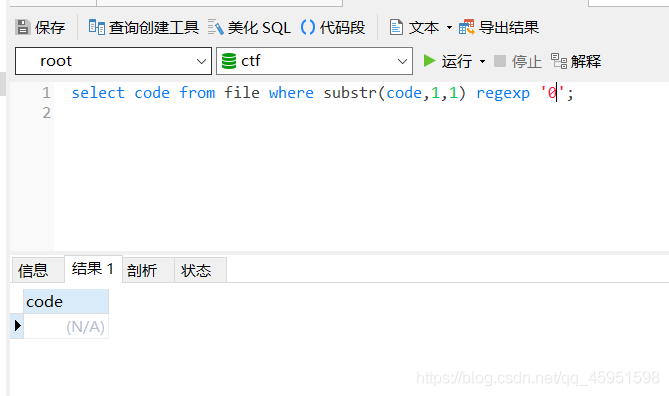 保存 查询创建工具 美化 SQL () 代码段 文本 导出结果
root ctf 运行 停止 解释
1 select code from file where substr(code,1,1) regexp '0';
2
信息 结果 1 剖析 状态
code
(N/A)
https://blog.csdn.net/qq_45951598